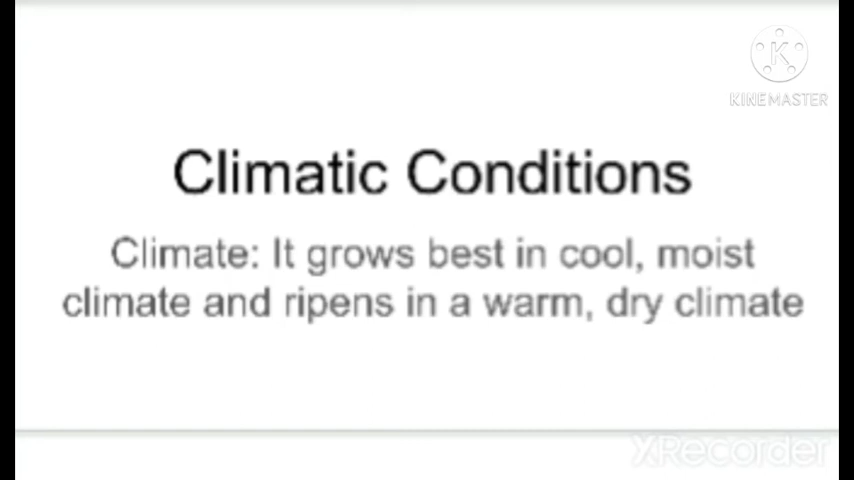 KINEMASTER
Climatic Conditions
Climate: It grows best in cool, moist
climate and ripens in a warm, dry climate
XRecorder